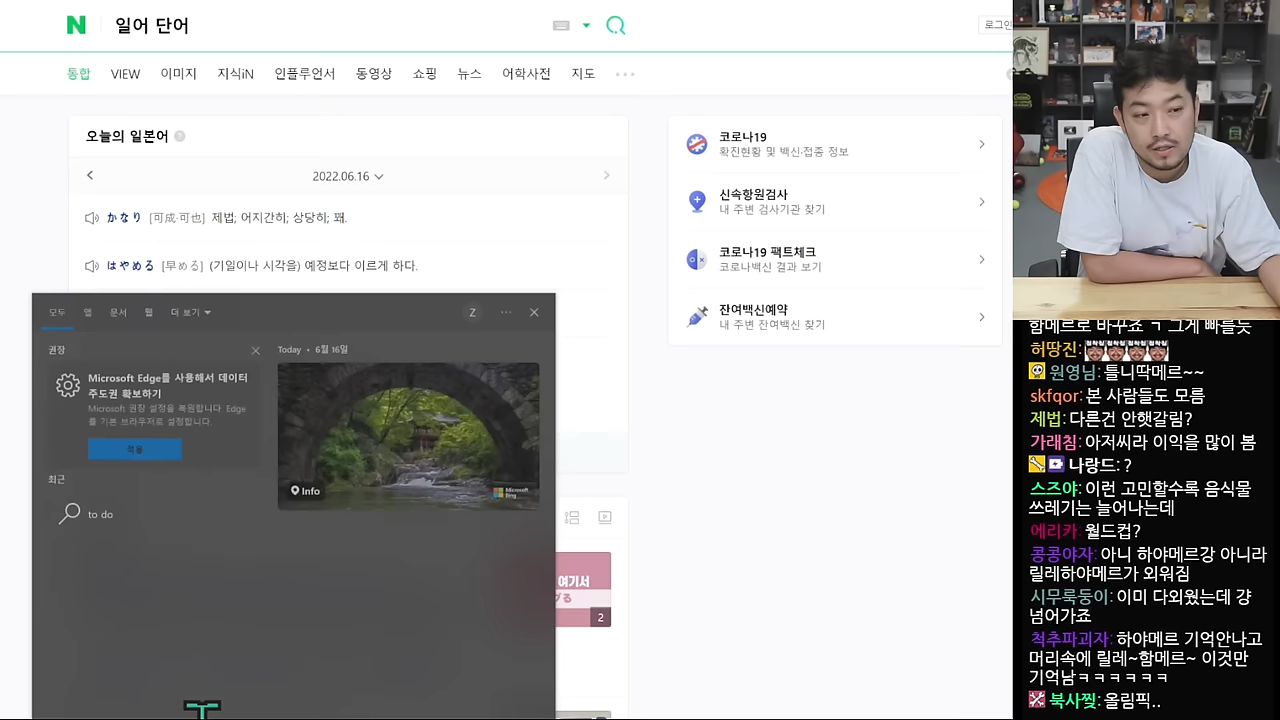 N 일어 단어
로그인
통합 VIEW 이미지 지식iN 인플루언서 동영상 쇼핑 뉴스 어학사전 지도
오늘의 일본어
2022.06.16
かなり [可成·可也] 제법; 어지간히; 상당히; 꽤.
はやめる [早める] (기일이나 시각을) 예정보다 이르게 하다.
코로나19
확진현황 및 백신·접종 정보
신속항원검사
내 주변 검사기관 찾기
코로나19 팩트체크
코로나백신 결과 보기
잔여백신예약
내 주변 잔여백신 찾기
모두 앱 문서 웹 더 보기 Z
권장
Microsoft Edge를 사용해서 데이터
주도권 확보하기
Microsoft 권장 설정을 복원합니다. Edge
를 기본 브라우저로 설정합니다.
적용
최근
to do
Today • 6월 16일
Info
Microsoft
Bing
여기서
る
2
함메르로 바꾸죠 ㄱ 그게 빠를듯
허땅진:
원영님: 틀니딱메르~~
skfqor: 본 사람들도 모름
제법: 다른건 안햇갈림?
가래침: 아저씨라 이익을 많이 봄
나랑드: ?
스즈야: 이런 고민할수록 음식물
쓰레기는 늘어나는데
에리카: 월드컵?
콩콩야자: 아니 하야메르강 아니라
릴레하야메르가 외워짐
시무룩둥이: 이미 다외웠는데 걍
넘어가죠
척추파괴자: 하야메르 기억안나고
머리속에 릴레~함메르~ 이것만
기억남ㅋㅋㅋㅋㅋㅋ
북사찢: 올림픽..